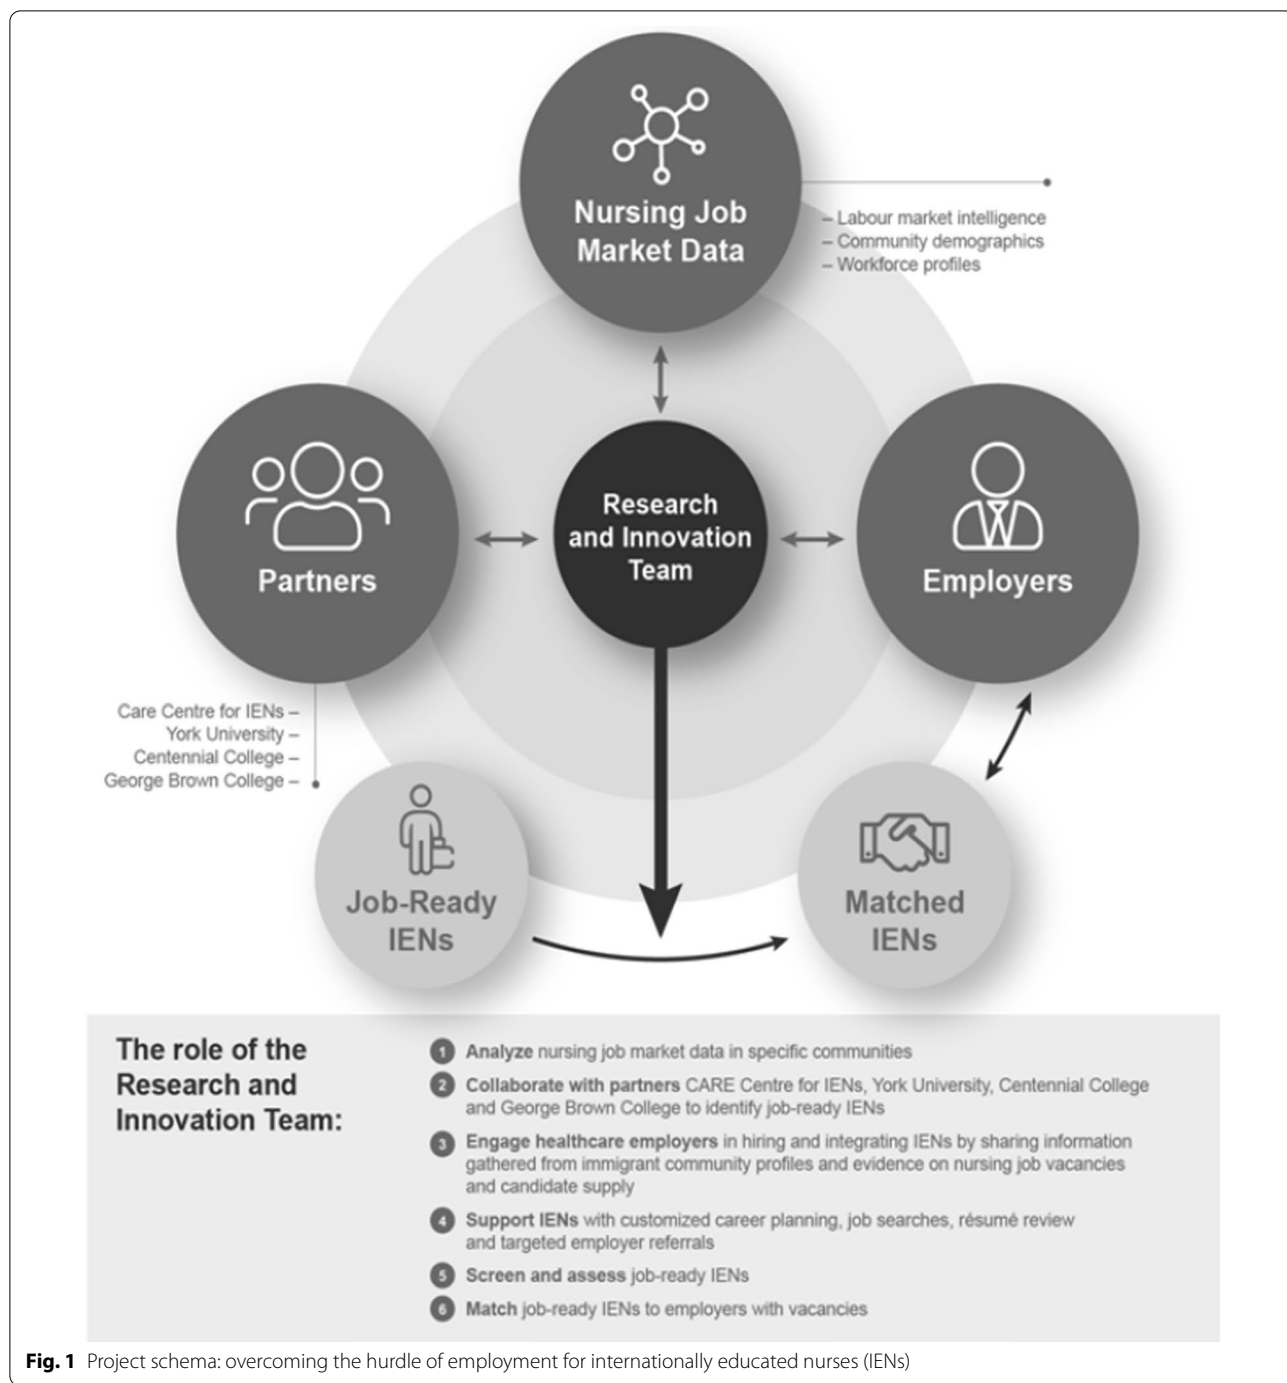 Nursing Job
Market Data
– Labour market intelligence
– Community demographics
– Workforce profiles
Partners
Research
and Innovation
Team
Employers
Care Centre for IENs –
York University –
Centennial College –
George Brown College –
Job-Ready
IENs
Matched
IENs
The role of the
Research and
Innovation Team:
1 Analyze nursing job market data in specific communities
2 Collaborate with partners CARE Centre for IENs, York University, Centennial College
and George Brown College to identify job-ready IENs
3 Engage healthcare employers in hiring and integrating IENs by sharing information
gathered from immigrant community profiles and evidence on nursing job vacancies
and candidate supply
4 Support IENs with customized career planning, job searches, résumé review
and targeted employer referrals
5 Screen and assess job-ready IENs
6 Match job-ready IENs to employers with vacancies
Fig. 1 Project schema: overcoming the hurdle of employment for internationally educated nurses (IENs)